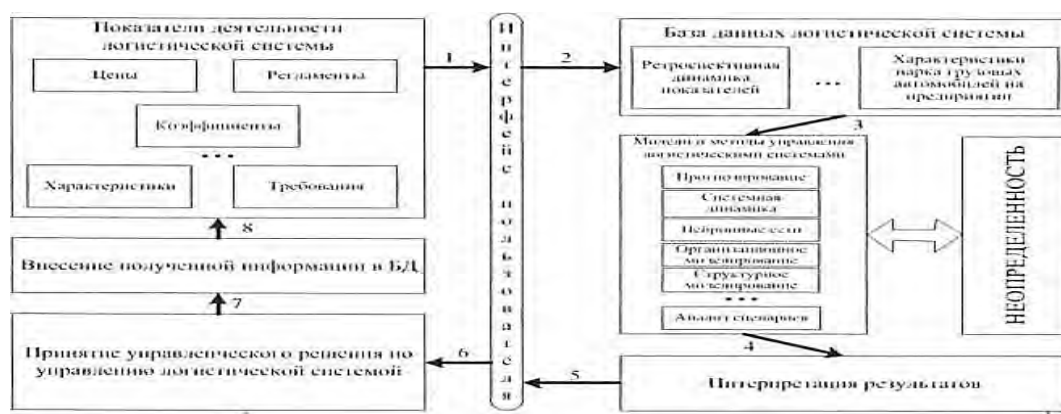 Показатели деятельности
логистической системы
Цены
Регламенты
Коэффициенты
...
Характеристики
Требования
8
Внесение полученной информации в БД
7
Принятие управленческого решения по
управлению логистической системой
1
Интерфейс пользователя
2
6
5
База данных логистической системы
Ретроспективная
динамика
показателей
...
Характеристики
парка грузовых
автомобилей на
предприятии
3
Модели и методы управления
логистическими системами
Прогнозирование
Системная
динамика
Нейронные сети
Организационное
моделирование
Структурное
моделирование
...
Анализ сценариев
НЕОПРЕДЕЛЕННОСТЬ
4
Интерпретация результатов